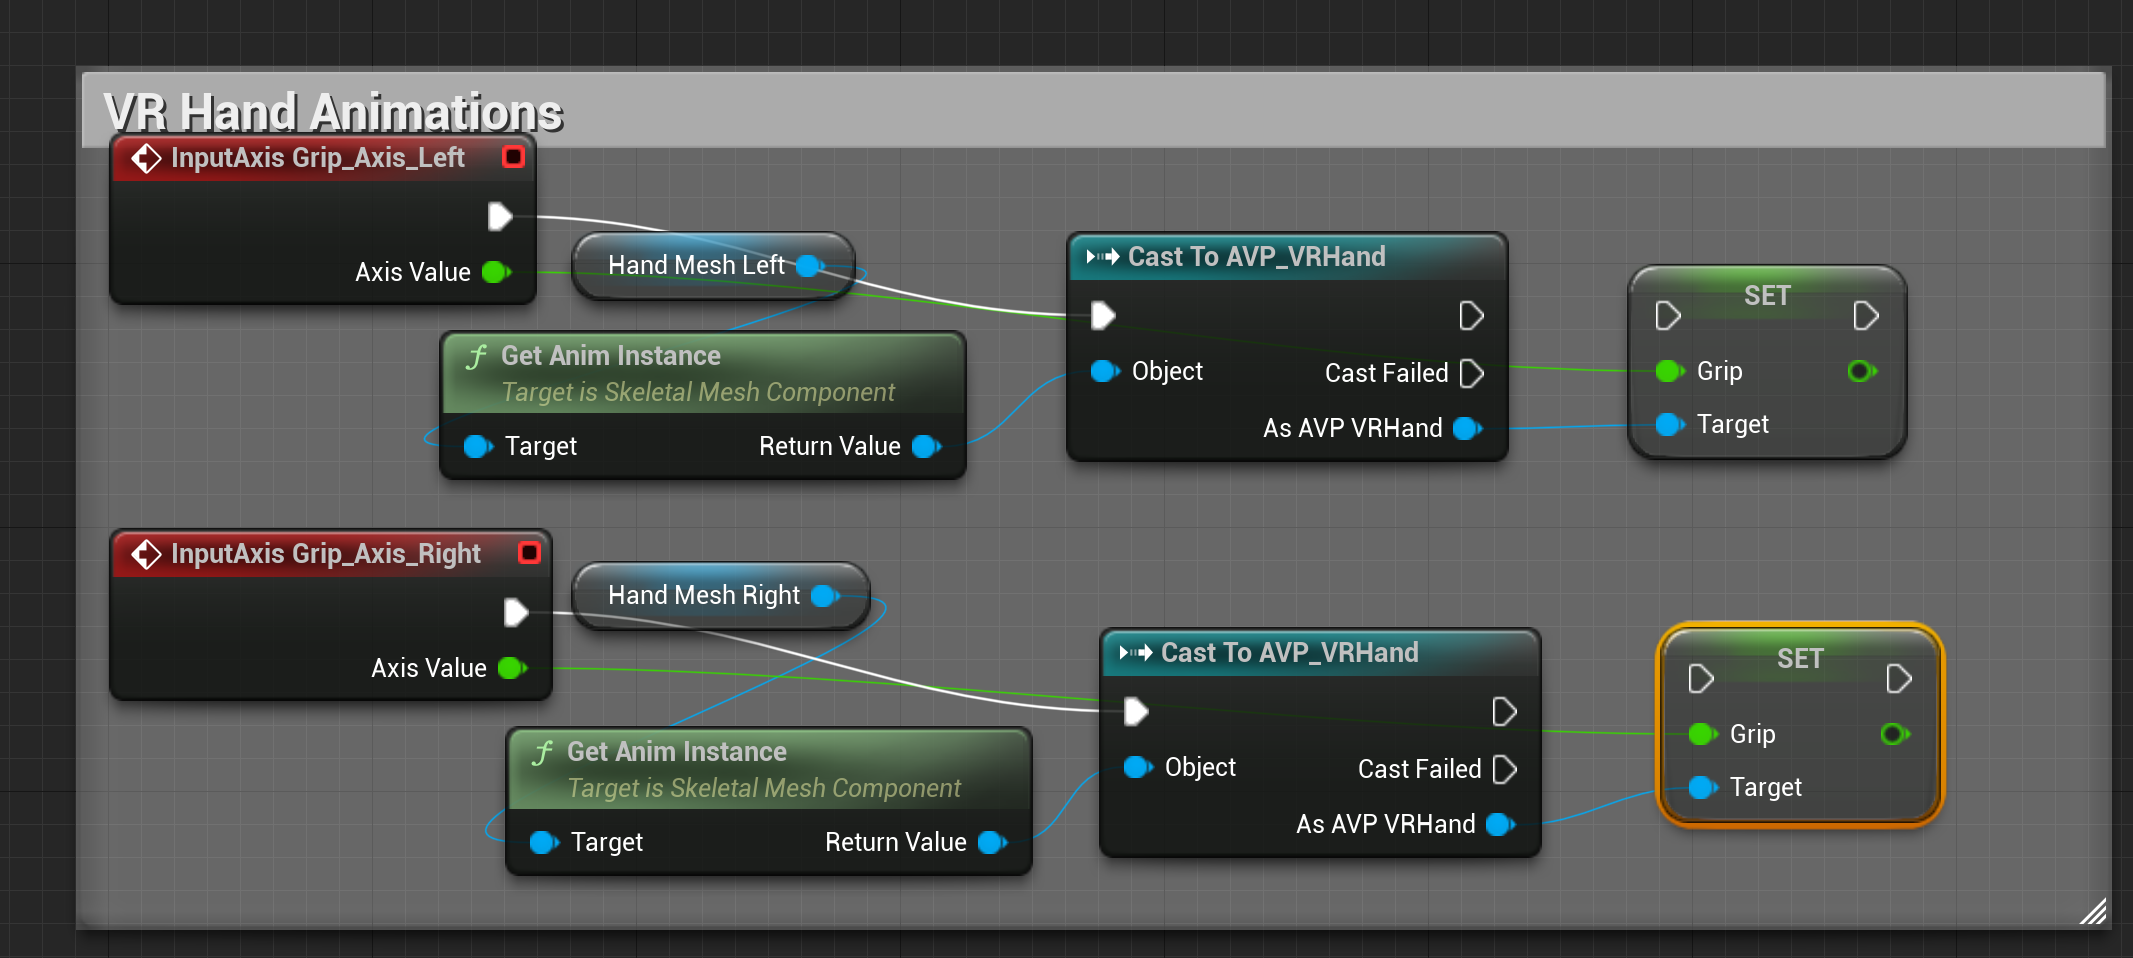 VR Hand Animations
InputAxis Grip_Axis_Left
Axis Value
Hand Mesh Left
Get Anim Instance
Target is Skeletal Mesh Component
Target
Return Value
Cast To AVP_VRHand
Object
Cast Failed
As AVP VRHand
SET
Grip
Target
InputAxis Grip_Axis_Right
Axis Value
Hand Mesh Right
Get Anim Instance
Target is Skeletal Mesh Component
Target
Return Value
Cast To AVP_VRHand
Object
Cast Failed
As AVP VRHand
SET
Grip
Target